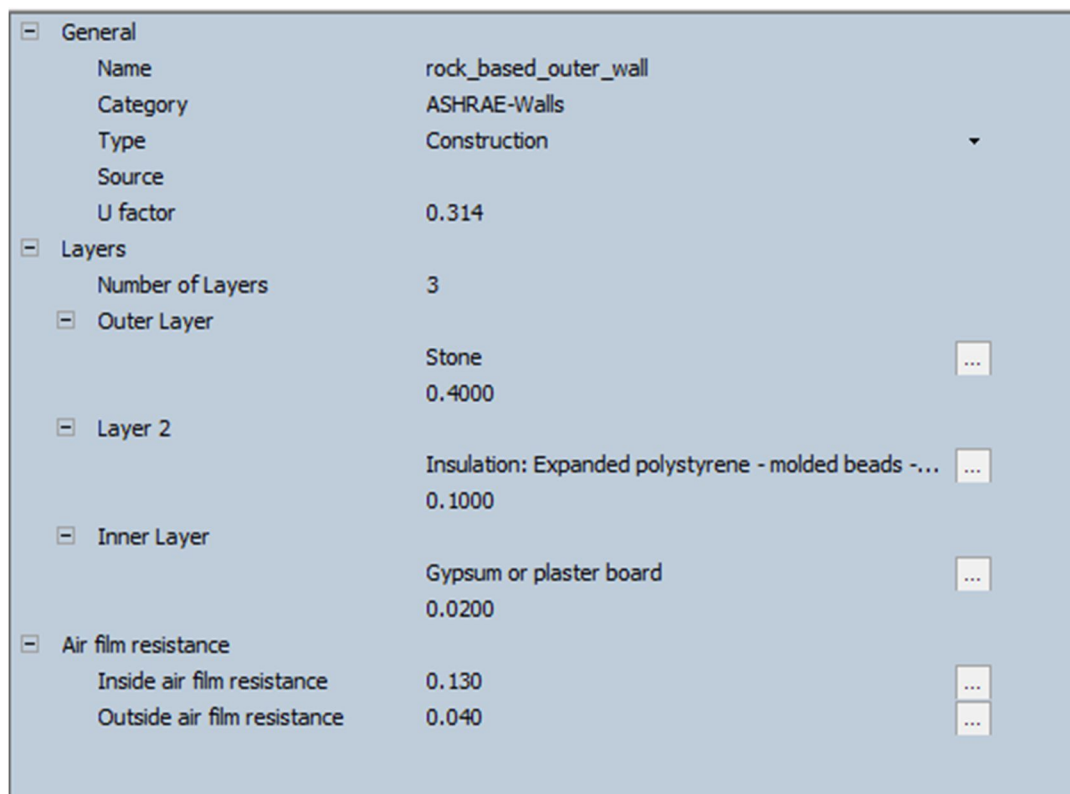 General
Name rock_based_outer_wall
Category ASHRAE-Walls
Type Construction
Source
U factor 0.314
Layers
Number of Layers 3
Outer Layer
Stone ...
0.4000
Layer 2
Insulation: Expanded polystyrene - molded beads -... ...
0.1000
Inner Layer
Gypsum or plaster board ...
0.0200
Air film resistance
Inside air film resistance 0.130 ...
Outside air film resistance 0.040 ...